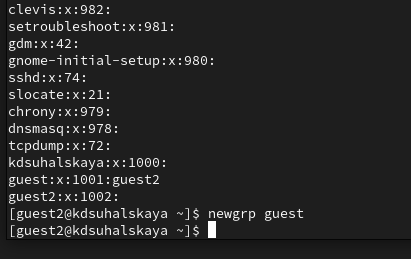 clevis:x:982:
setroubleshoot:x:981:
gdm:x:42:
gnome-initial-setup:x:980:
sshd:x:74:
slocate:x:21:
chrony:x:979:
dnsmasq:x:978:
tcpdump:x:72:
kdsuhalskaya:x:1000:
guest:x:1001:guest2
guest2:x:1002:
[guest2@kdsuhalskaya ~]$ newgrp guest
[guest2@kdsuhalskaya ~]$